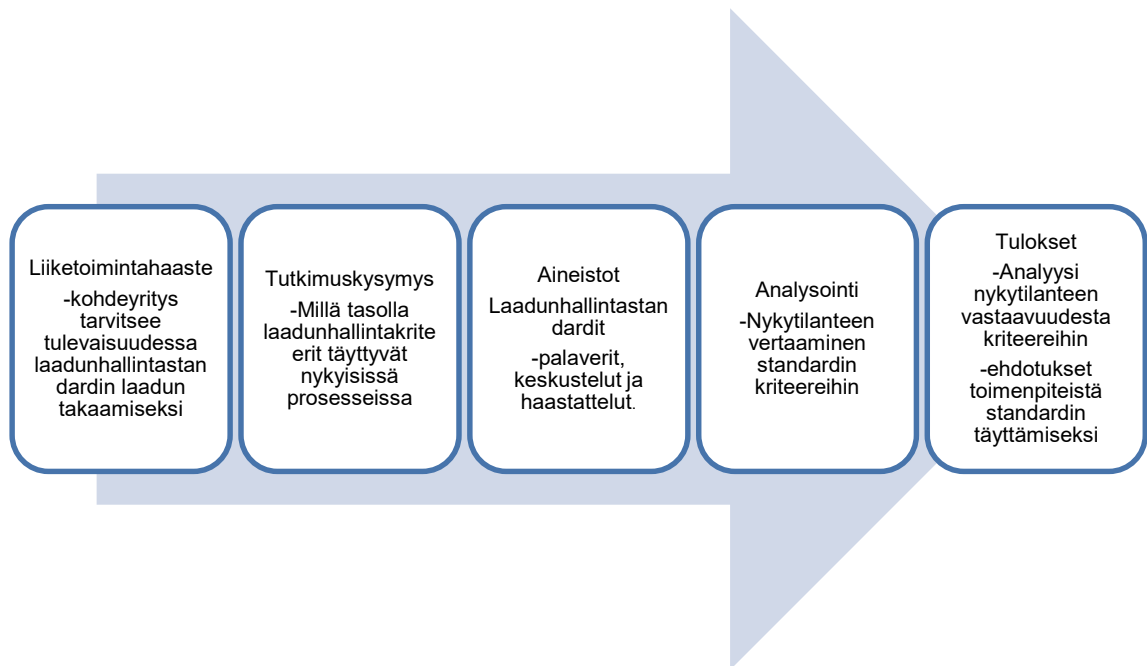 Liiketoimintahaaste
-kohdeyritys
tarvitsee
tulevaisuudessa
laadunhallintastan
dardin laadun
takaamiseksi
Tutkimuskysymys
-Millä tasolla
laadunhallintakrite
erit täyttyvät
nykyisissä
prosesseissa
Aineistot
Laadunhallintastan
dardit
-palaverit,
keskustelut ja
haastattelut.
Analysointi
-Nykytilanteen
vertaaminen
standardin
kriteereihin
Tulokset
-Analyysi
nykytilanteen
vastaavuudesta
kriteereihin
-ehdotukset
toimenpiteistä
standardin
täyttämiseksi